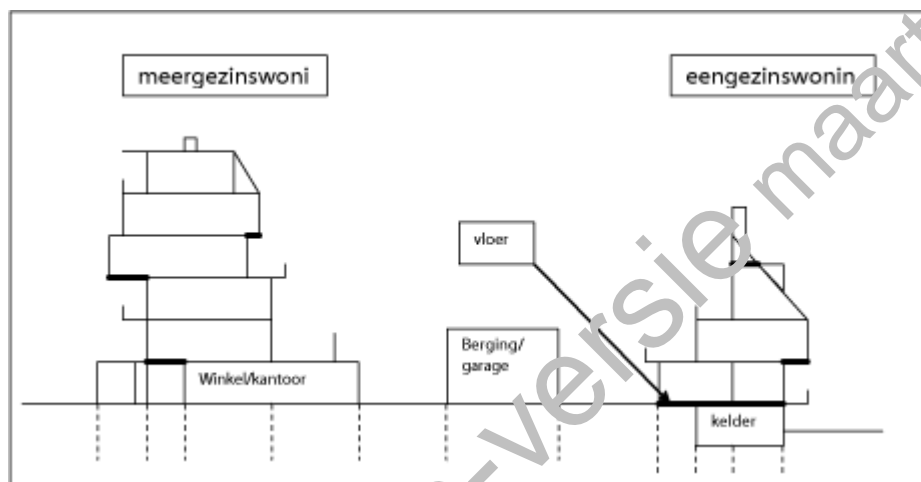 meergezinswoni
eengezinswonin
vloer
Berging/
garage
Winkel/kantoor
kelder
-versie maart